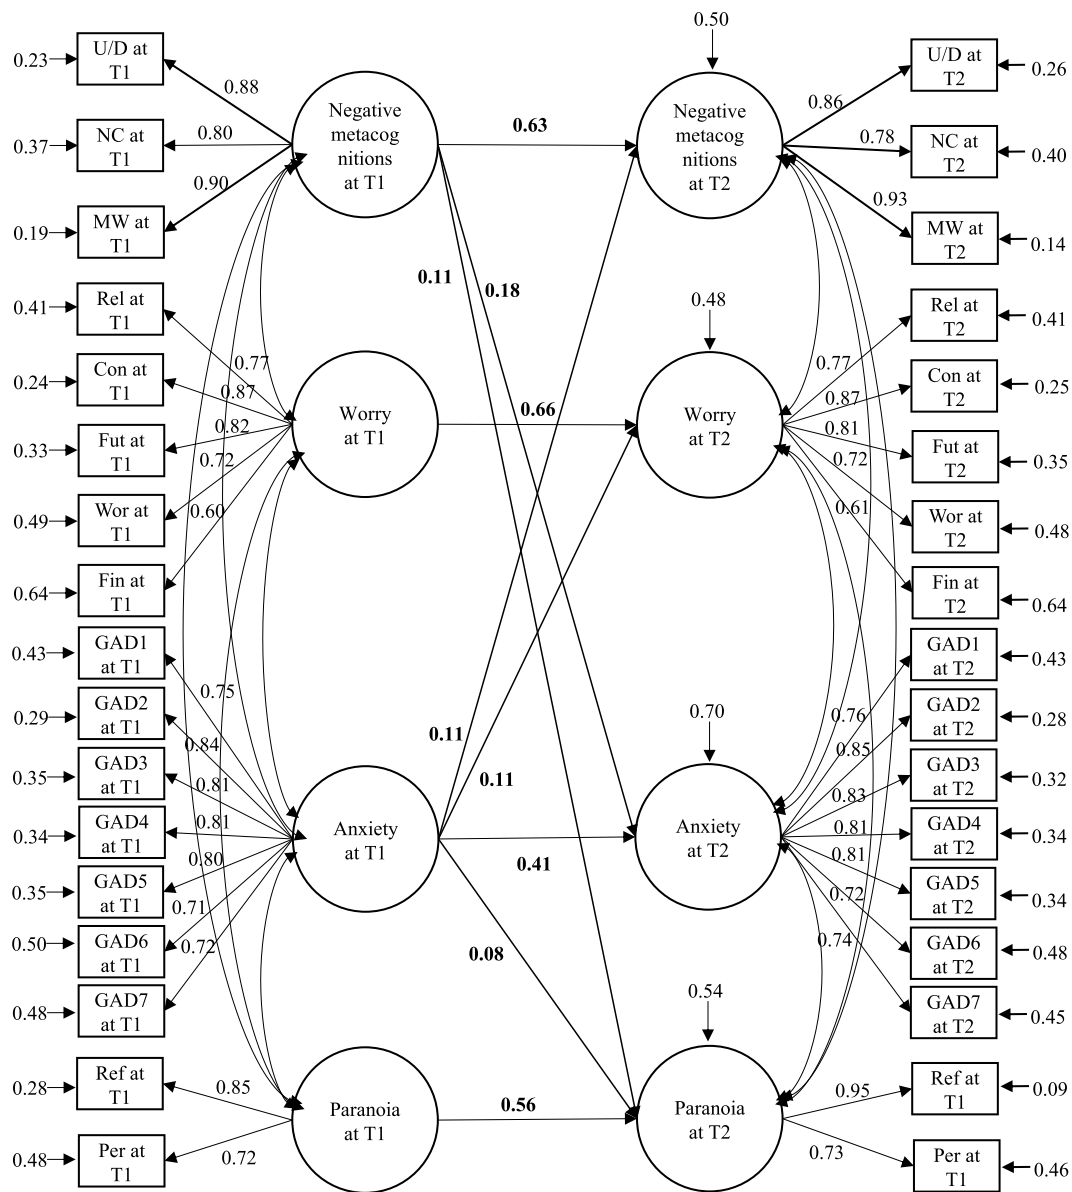 0.50
0.23
U/D at
T1
0.88
Negative
metacog
nitions
at T1
0.63
Negative
metacog
nitions
at T2
0.86
U/D at
T2
0.26
0.37
NC at
T1
0.80
0.78
NC at
T2
0.40
0.90
0.93
0.19
MW at
T1
MW at
T2
0.14
0.11
0.18
0.41
Rel at
T1
0.48
Rel at
T2
0.41
0.77
0.77
0.24
Con at
T1
0.87
0.87
Con at
T2
0.25
Worry
at T1
0.66
Worry
at T2
0.33
Fut at
T1
0.82
0.81
Fut at
T2
0.35
0.72
0.72
0.49
Wor at
T1
0.60
0.61
Wor at
T2
0.48
0.64
Fin at
T1
Fin at
T2
0.64
0.43
GAD1
at T1
0.75
GAD1
at T2
0.43
0.29
GAD2
at T1
0.84
0.11
0.70
0.76
GAD2
at T2
0.28
0.85
0.35
GAD3
at T1
0.81
0.11
0.83
GAD3
at T2
0.32
0.34
GAD4
at T1
0.81
Anxiety
at T1
0.41
Anxiety
at T2
0.81
GAD4
at T2
0.34
0.80
0.81
0.35
GAD5
at T1
0.71
0.72
GAD5
at T2
0.34
0.50
GAD6
at T1
0.72
0.08
0.74
GAD6
at T2
0.48
0.48
GAD7
at T1
0.54
GAD7
at T2
0.45
0.28
Ref at
T1
0.85
0.95
Ref at
T1
0.09
Paranoia
at T1
0.56
Paranoia
at T2
0.48
Per at
T1
0.72
0.73
Per at
T1
0.46